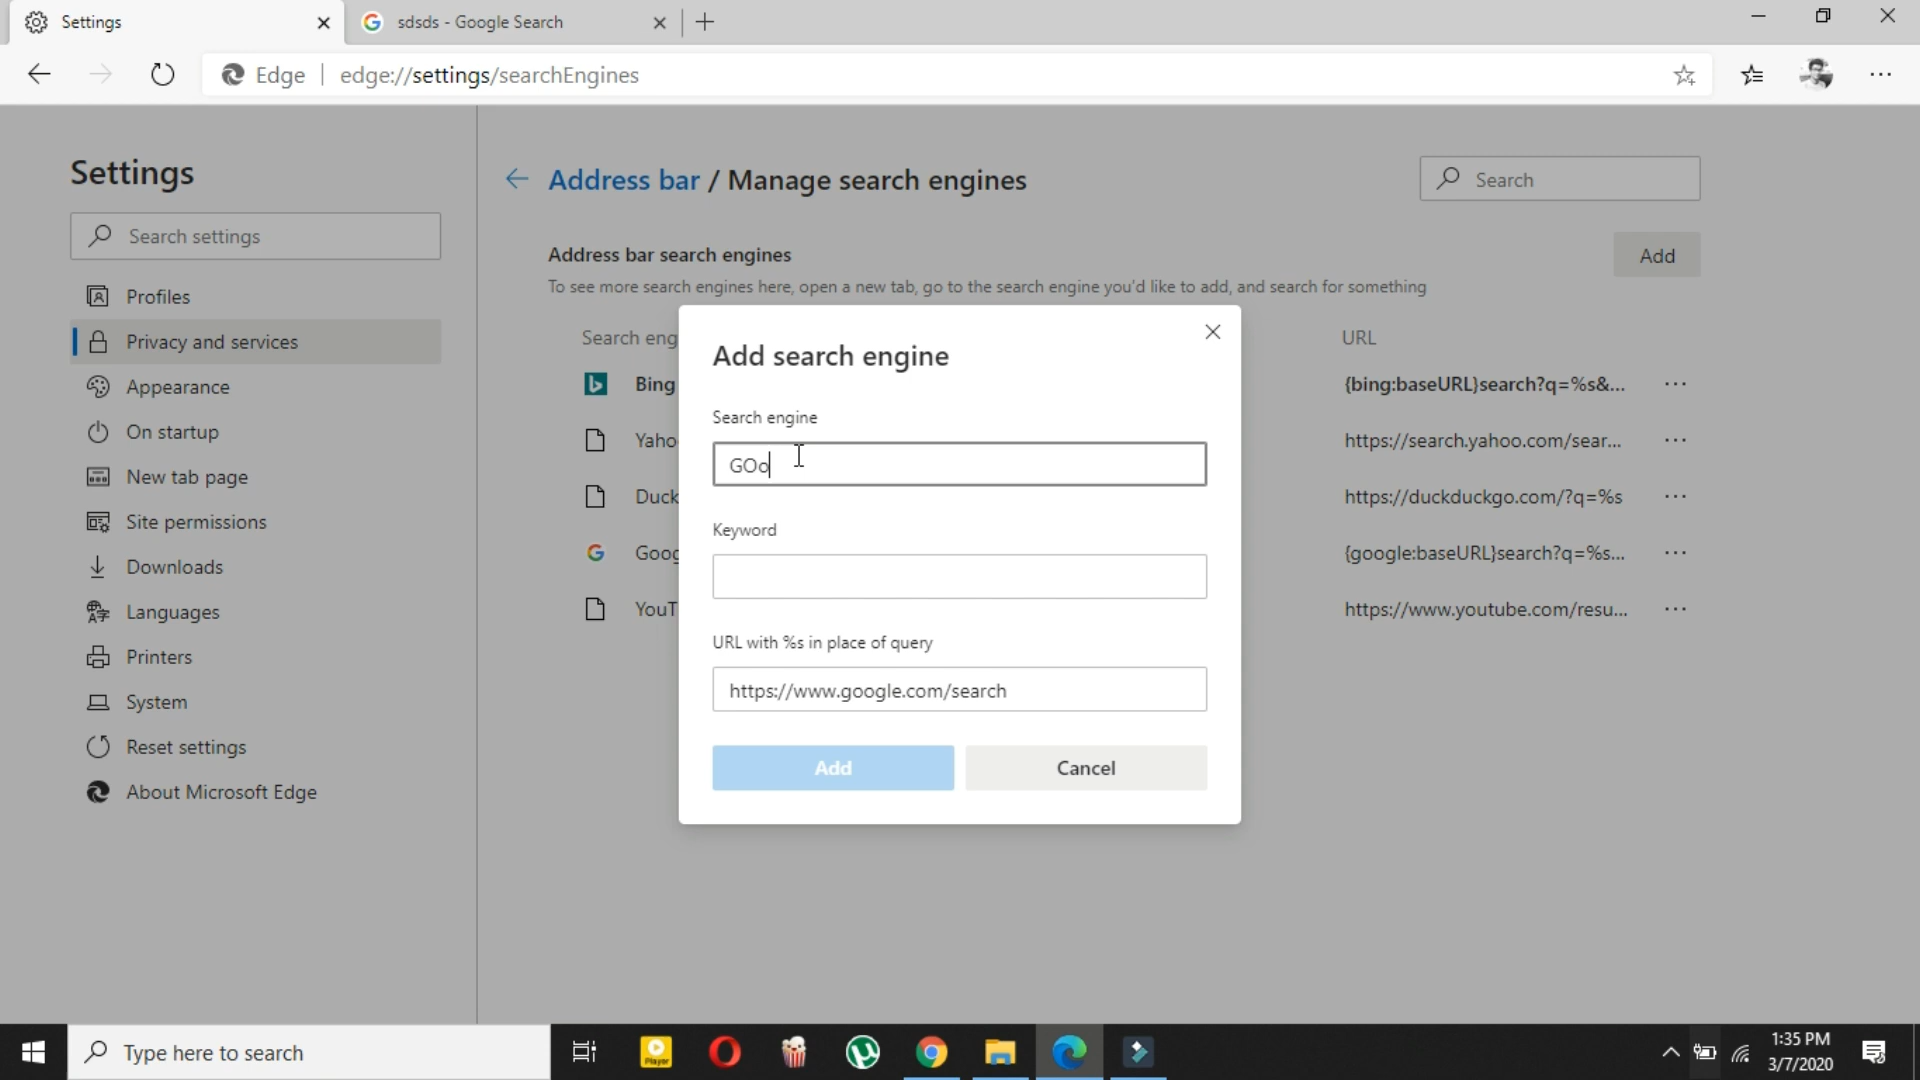 Settings
sdsds - Google Search
Edge
edge://settings/searchEngines
Settings
Search settings
Profiles
Privacy and services
Appearance
On startup
New tab page
Site permissions
Downloads
Languages
Printers
System
Reset settings
About Microsoft Edge
Address bar / Manage search engines
Search
Address bar search engines
Add
To see more search engines here, open a new tab, go to the search engine you'd like to add, and search for something
Search eng
URL
Bing
{bing:baseURL}search?q=%s&...
Yaho
https://search.yahoo.com/sear...
Duck
https://duckduckgo.com/?q=%s
Goog
{google:baseURL}search?q=%s...
YouT
https://www.youtube.com/resu...
Add search engine
Search engine
GOo
Keyword
URL with %s in place of query
https://www.google.com/search
Add
Cancel
Type here to search
Player
1:35 PM
3/7/2020